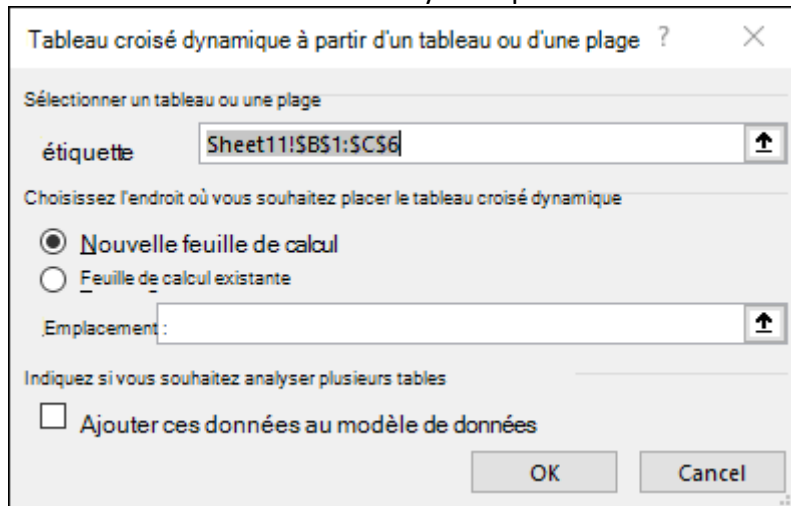 Tableau croisé dynamique à partir d'un tableau ou d'une plage ? ×
Sélectionner un tableau ou une plage
étiquette Sheet11!$B$1:$C$6
Choisissez l'endroit où vous souhaitez placer le tableau croisé dynamique
Nouvelle feuille de calcul
Feuille de calcul existante
Emplacement :
Indiquez si vous souhaitez analyser plusieurs tables
Ajouter ces données au modèle de données
OK Cancel